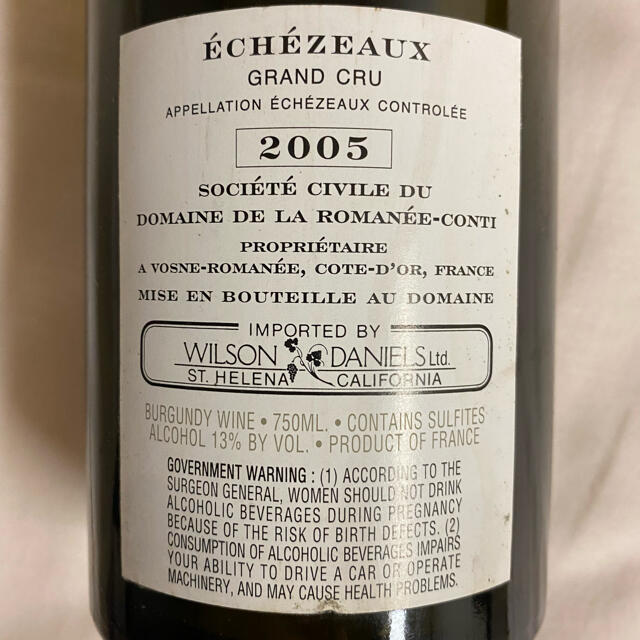 ÉCHÉZEAUX
GRAND CRU
APPELLATION ÉCHÉZEAUX CONTROLÉE
2005
SOCIÉTÉ CIVILE DU
DOMAINE DE LA ROMANÉE-CONTI
PROPRIÉTAIRE
A VOSNE-ROMANÉE, COTE-D'OR, FRANCE
MISE EN BOUTEILLE AU DOMAINE
IMPORTED BY
WILSON DANIELS Ltd.
ST. HELENA CALIFORNIA
BURGUNDY WINE • 750ML. • CONTAINS SULFITES
ALCOHOL 13% BY VOL. • PRODUCT OF FRANCE
GOVERNMENT WARNING : (1) ACCORDING TO THE
SURGEON GENERAL, WOMEN SHOULD NOT DRINK
ALCOHOLIC BEVERAGES DURING PREGNANCY
BECAUSE OF THE RISK OF BIRTH DEFECTS. (2)
CONSUMPTION OF ALCOHOLIC BEVERAGES IMPAIRS
YOUR ABILITY TO DRIVE A CAR OR OPERATE
MACHINERY, AND MAY CAUSE HEALTH PROBLEMS.